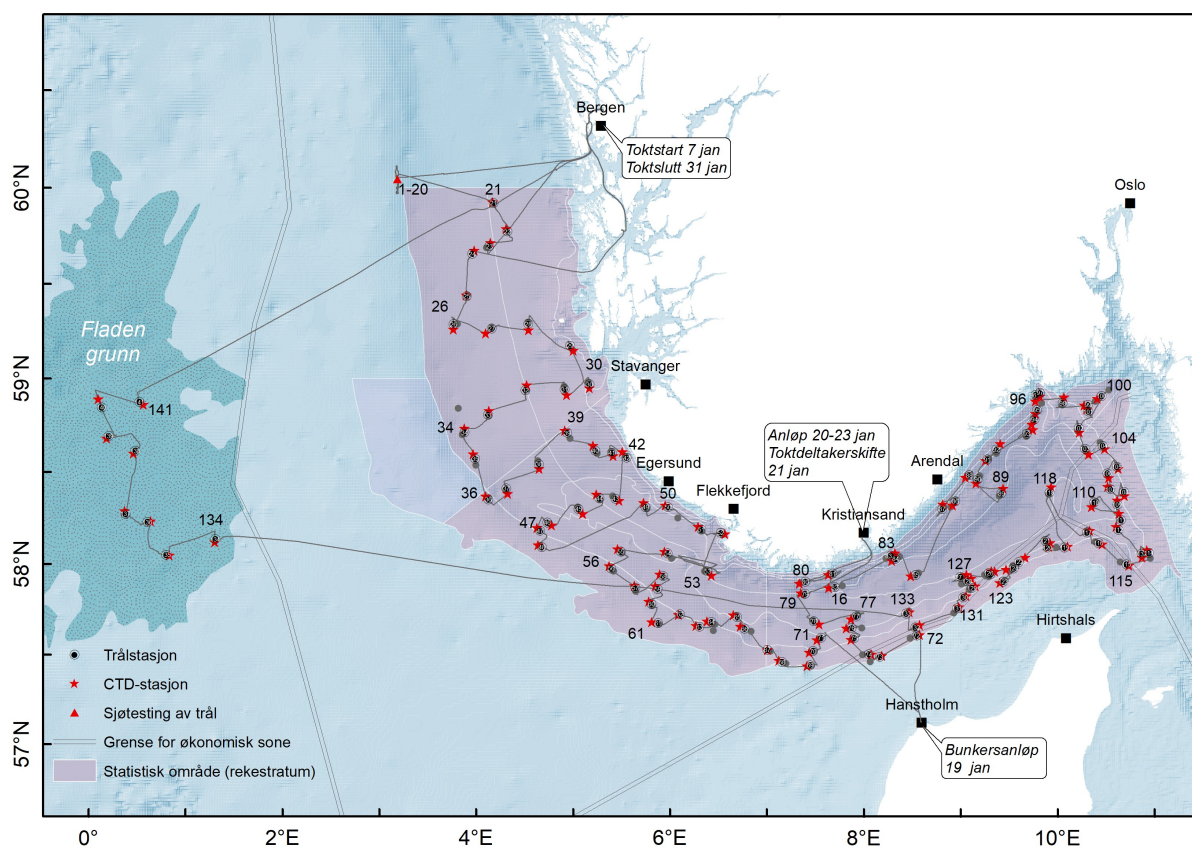 Bergen
Toktstart 7 jan
Toktslutt 31 jan
60°N
1-20
21
Oslo
26
Fladen
grunn
59°N
30
Stavanger
141
34
39
42
96
100
Anløp 20-23 jan
Toktdeltakerskifte
21 jan
104
Egersund
Arendal
36
50
Flekkefjord
89
118
110
Kristiansand
134
47
58°N
56
53
83
80
127
115
79
16
77
133
123
131
61
71
72
Hirtshals
Trålstasjon
CTD-stasjon
Hanstholm
Sjøtesting av trål
57°N
Grense for økonomisk sone
Bunkersanløp
19 jan
Statistisk område (rekestratum)
0°
2°E
4°E
6°E
8°E
10°E